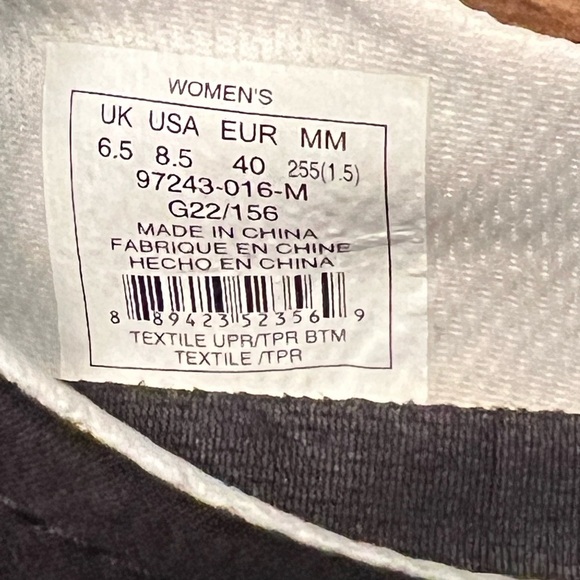 WOMEN'S
UK USA EUR MM
6.5 8.5 40 255(1.5)
97243-016-M
G22/156
MADE IN CHINA
FABRIQUE EN CHINE
HECHO EN CHINA
8 89423 52356 9
TEXTILE UPR/TPR BTM
TEXTILE /TPR